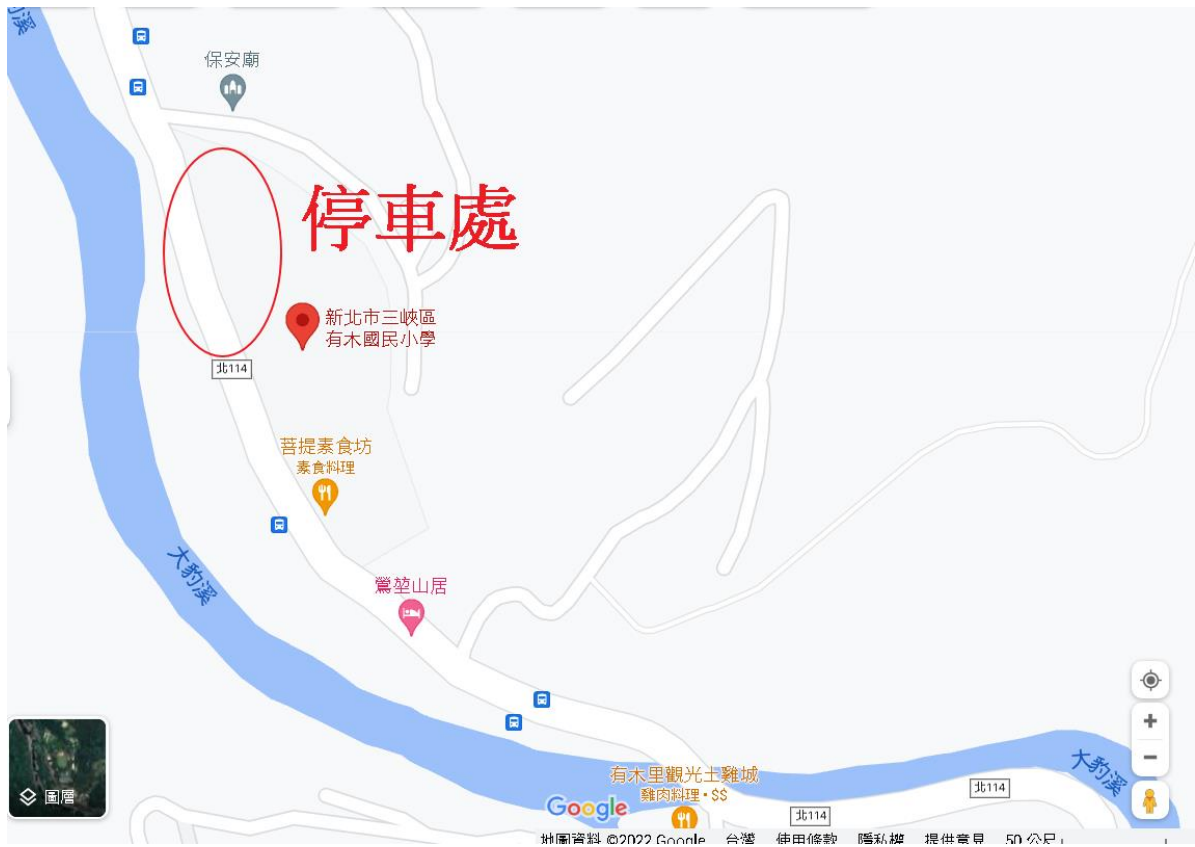 保安廟
停車處
新北市三峽區
有木國民小學
北114
菩提素食坊
素食料理
大豹溪
鶯堃山居
大豹溪
有木里觀光土雞城
雞肉料理・$$
北114
北114
圖層
Google
地圖資料 ©2022 Google 台灣 使用條款 隱私權 提供意見 50 公尺